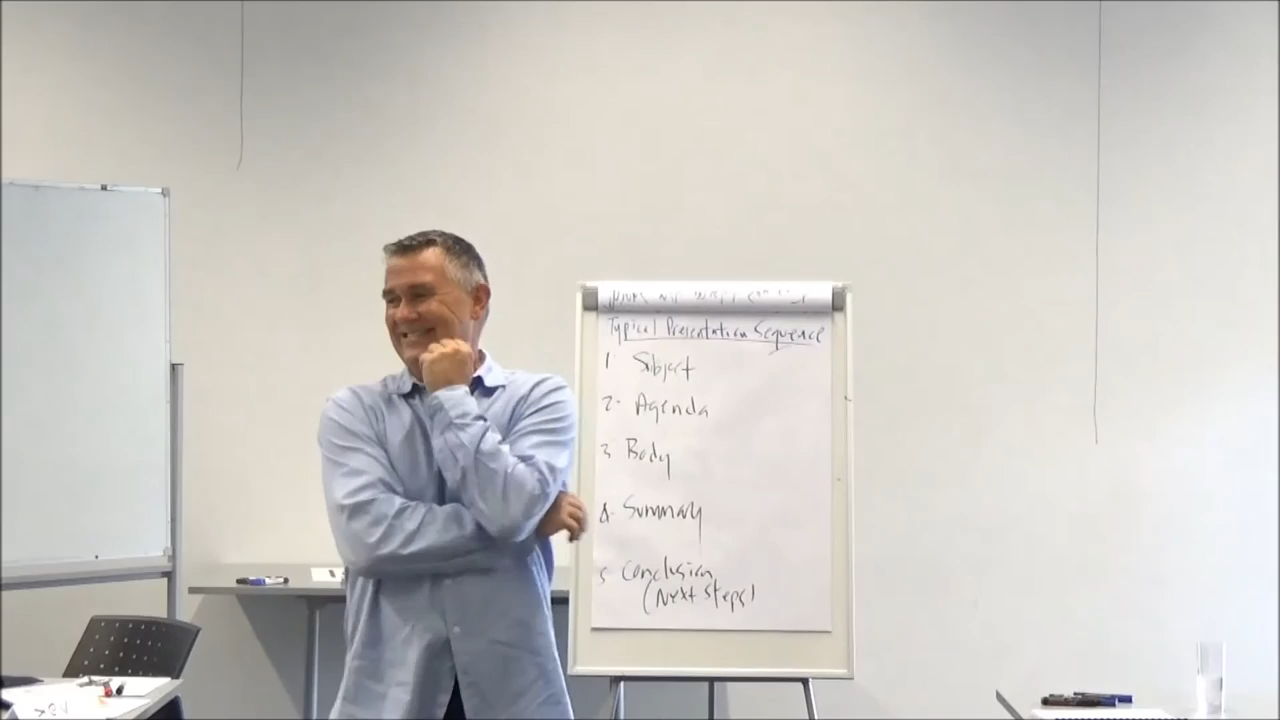 Typical Presentation Sequence
1 Subject
2. Agenda
3 Body
4. Summary
5 Conclusion
(Next steps)